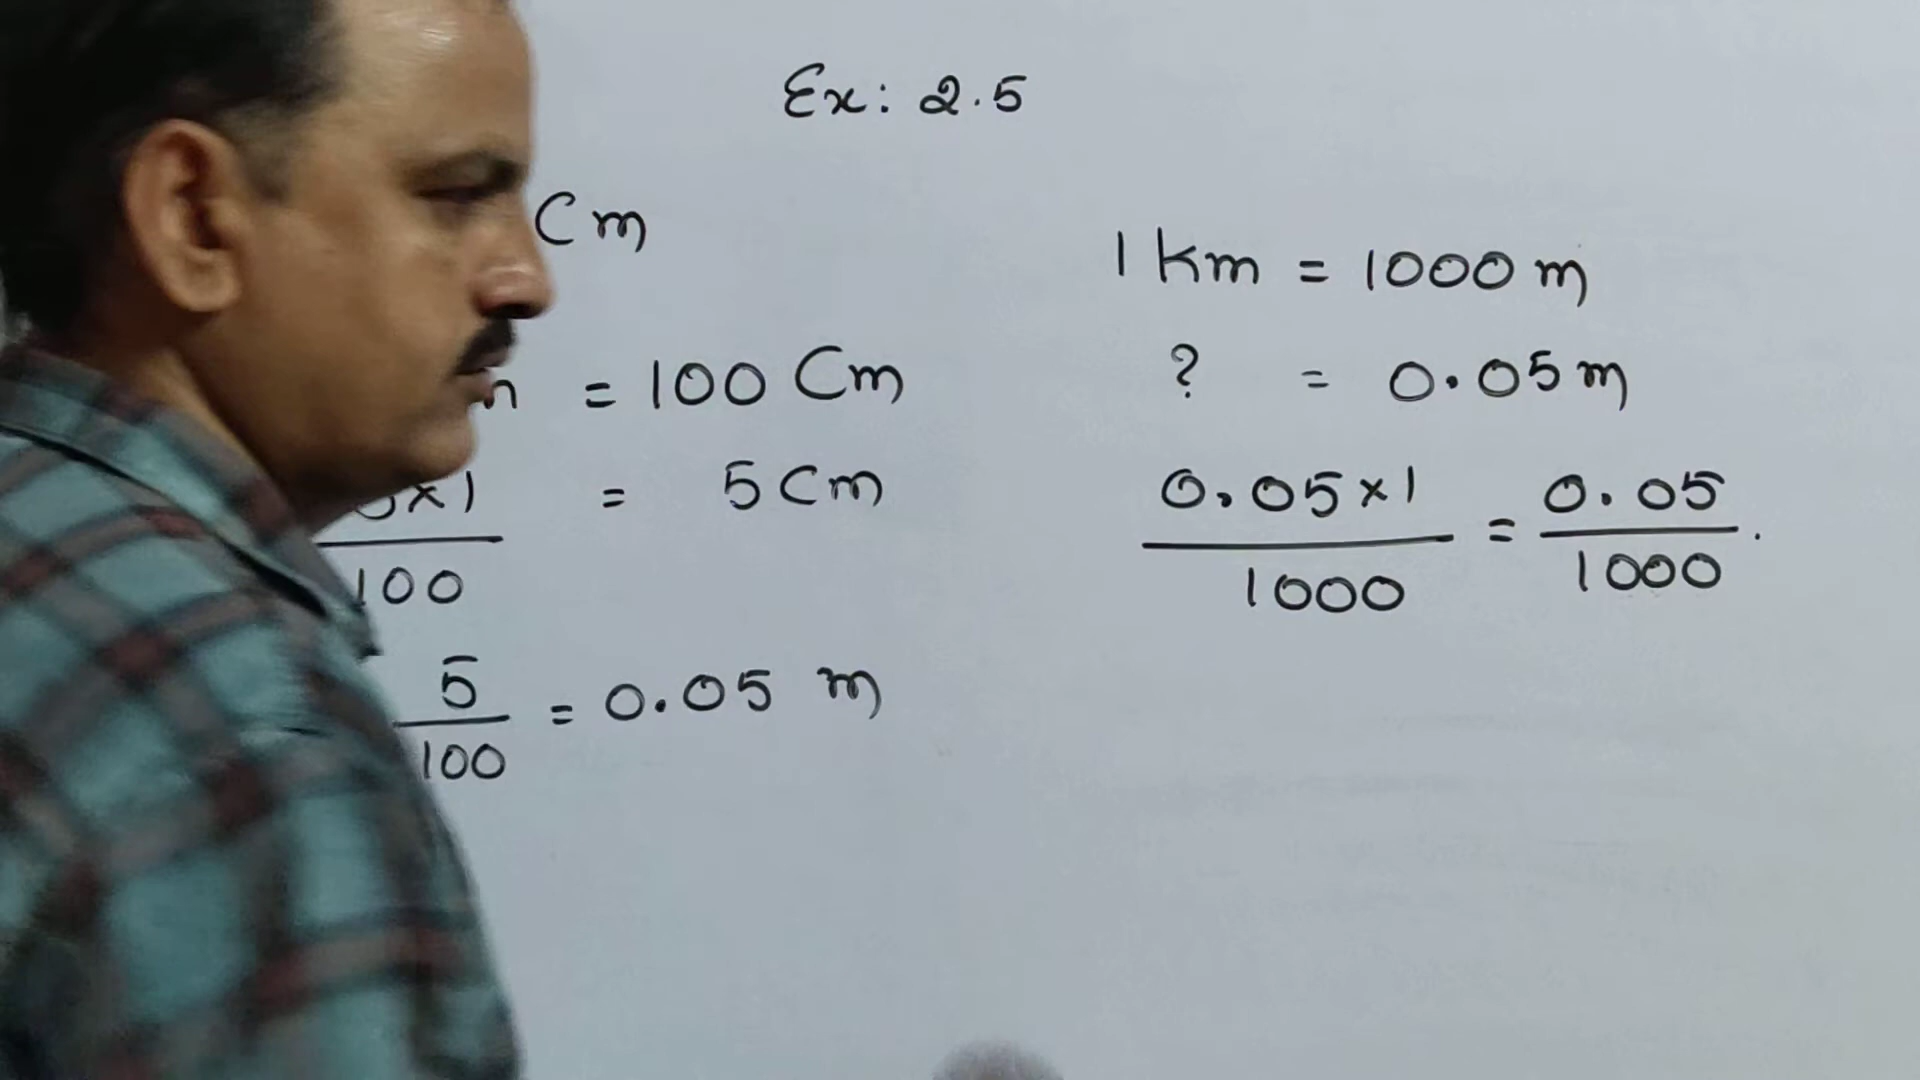 Ex: 2.5
Cm
= 100 Cm
×1 = 5 Cm
100
5
100
= 0.05 m
1 Km = 1000 m
? = 0.05 m
0.05×1
1000
=
0.05
1000
.